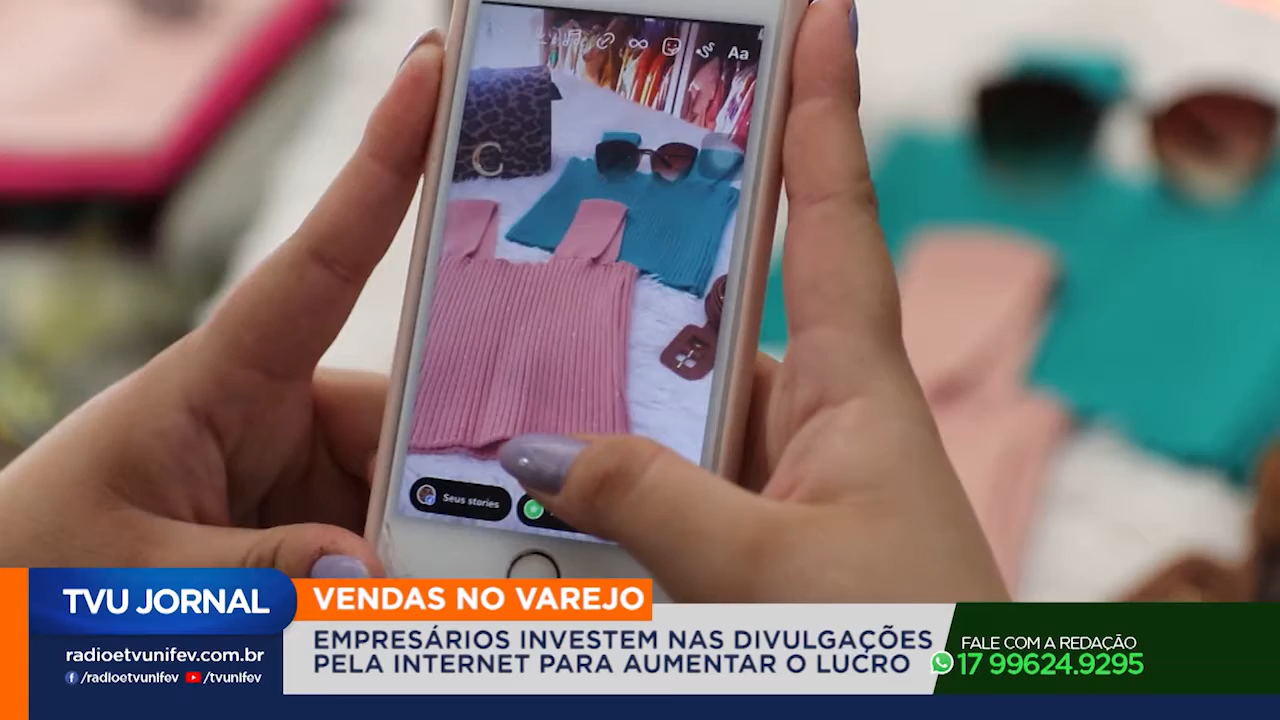 Aa
C
Seus stories
TVU JORNAL
radioetvunifev.com.br
/radioetvunifev /tvunifev
VENDAS NO VAREJO
EMPRESÁRIOS INVESTEM NAS DIVULGAÇÕES
PELA INTERNET PARA AUMENTAR O LUCRO
FALE COM A REDAÇÃO
17 99624.9295